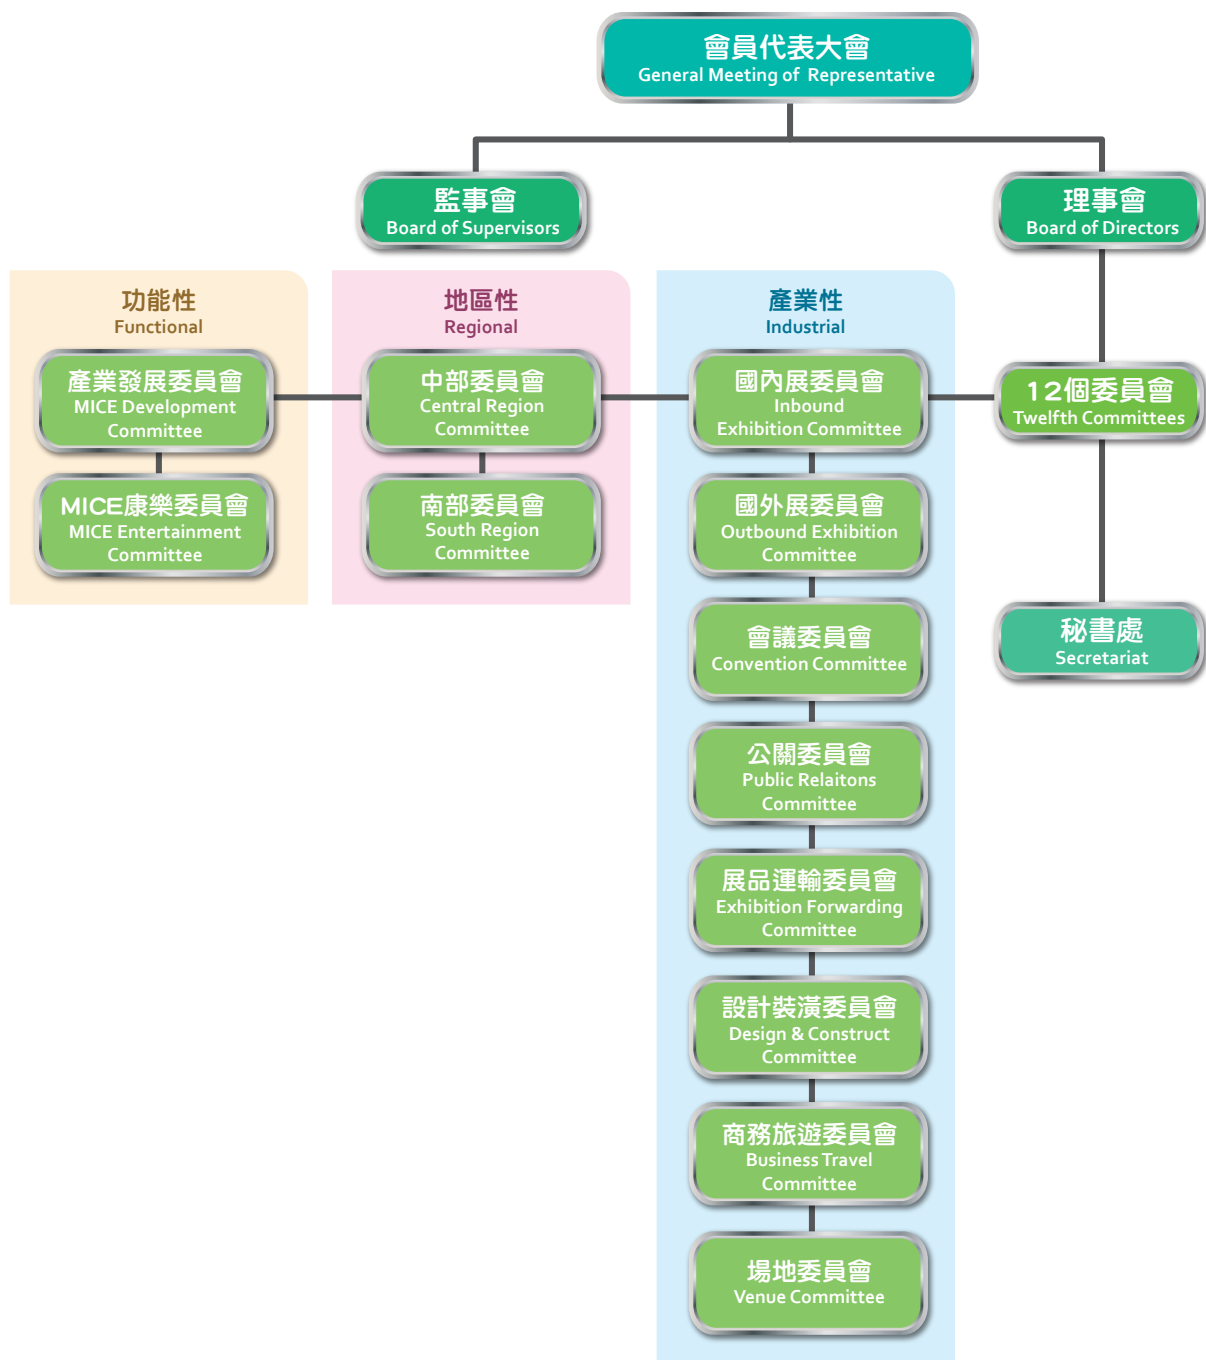 會員代表大會
General Meeting of Representative
監事會
Board of Supervisors
理事會
Board of Directors
功能性
Functional
產業發展委員會
MICE Development
Committee
MICE康樂委員會
MICE Entertainment
Committee
地區性
Regional
中部委員會
Central Region
Committee
南部委員會
South Region
Committee
產業性
Industrial
國內展委員會
Inbound
Exhibition Committee
國外展委員會
Outbound Exhibition
Committee
會議委員會
Convention Committee
公關委員會
Public Relaitons
Committee
展品運輸委員會
Exhibition Forwarding
Committee
設計裝潢委員會
Design & Construct
Committee
商務旅遊委員會
Business Travel
Committee
場地委員會
Venue Committee
12個委員會
Twelfth Committees
秘書處
Secretariat